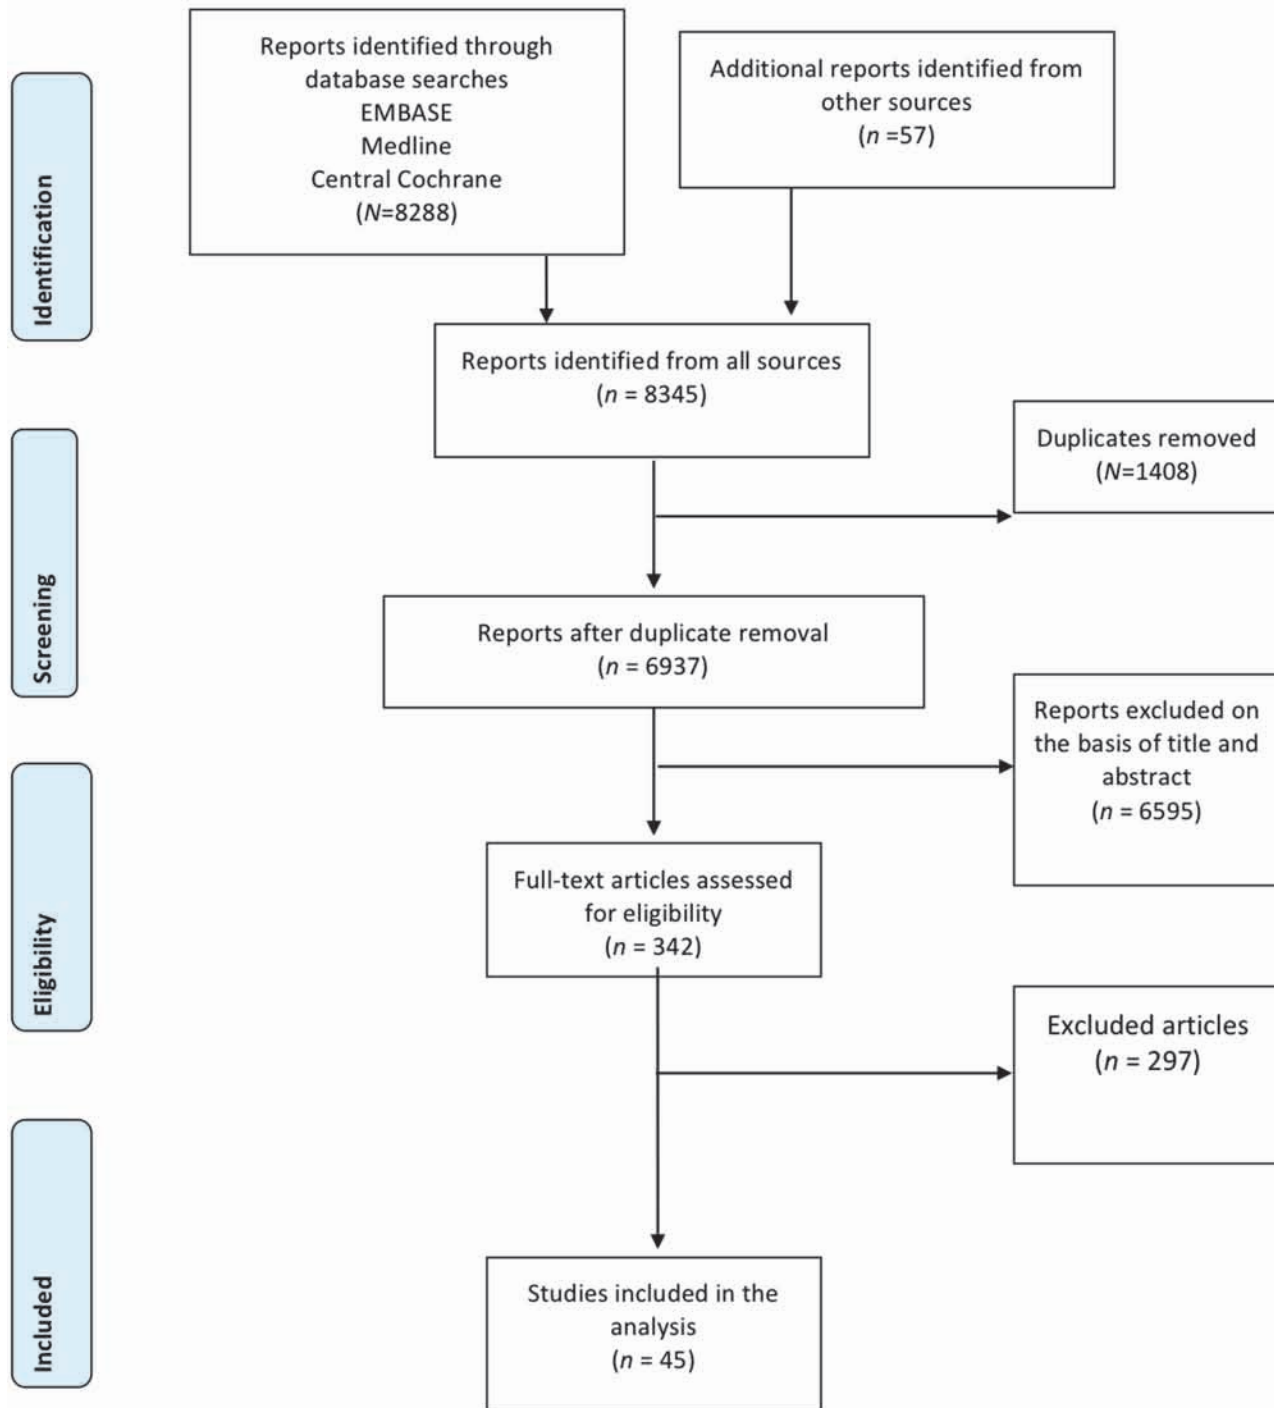 Identification
Reports identified through
database searches
EMBASE
Medline
Central Cochrane
(N=8288)
Additional reports identified from
other sources
(n =57)
Reports identified from all sources
(n = 8345)
Screening
Duplicates removed
(N=1408)
Reports after duplicate removal
(n = 6937)
Reports excluded on
the basis of title and
abstract
(n = 6595)
Eligibility
Full-text articles assessed
for eligibility
(n = 342)
Excluded articles
(n = 297)
Included
Studies included in the
analysis
(n = 45)